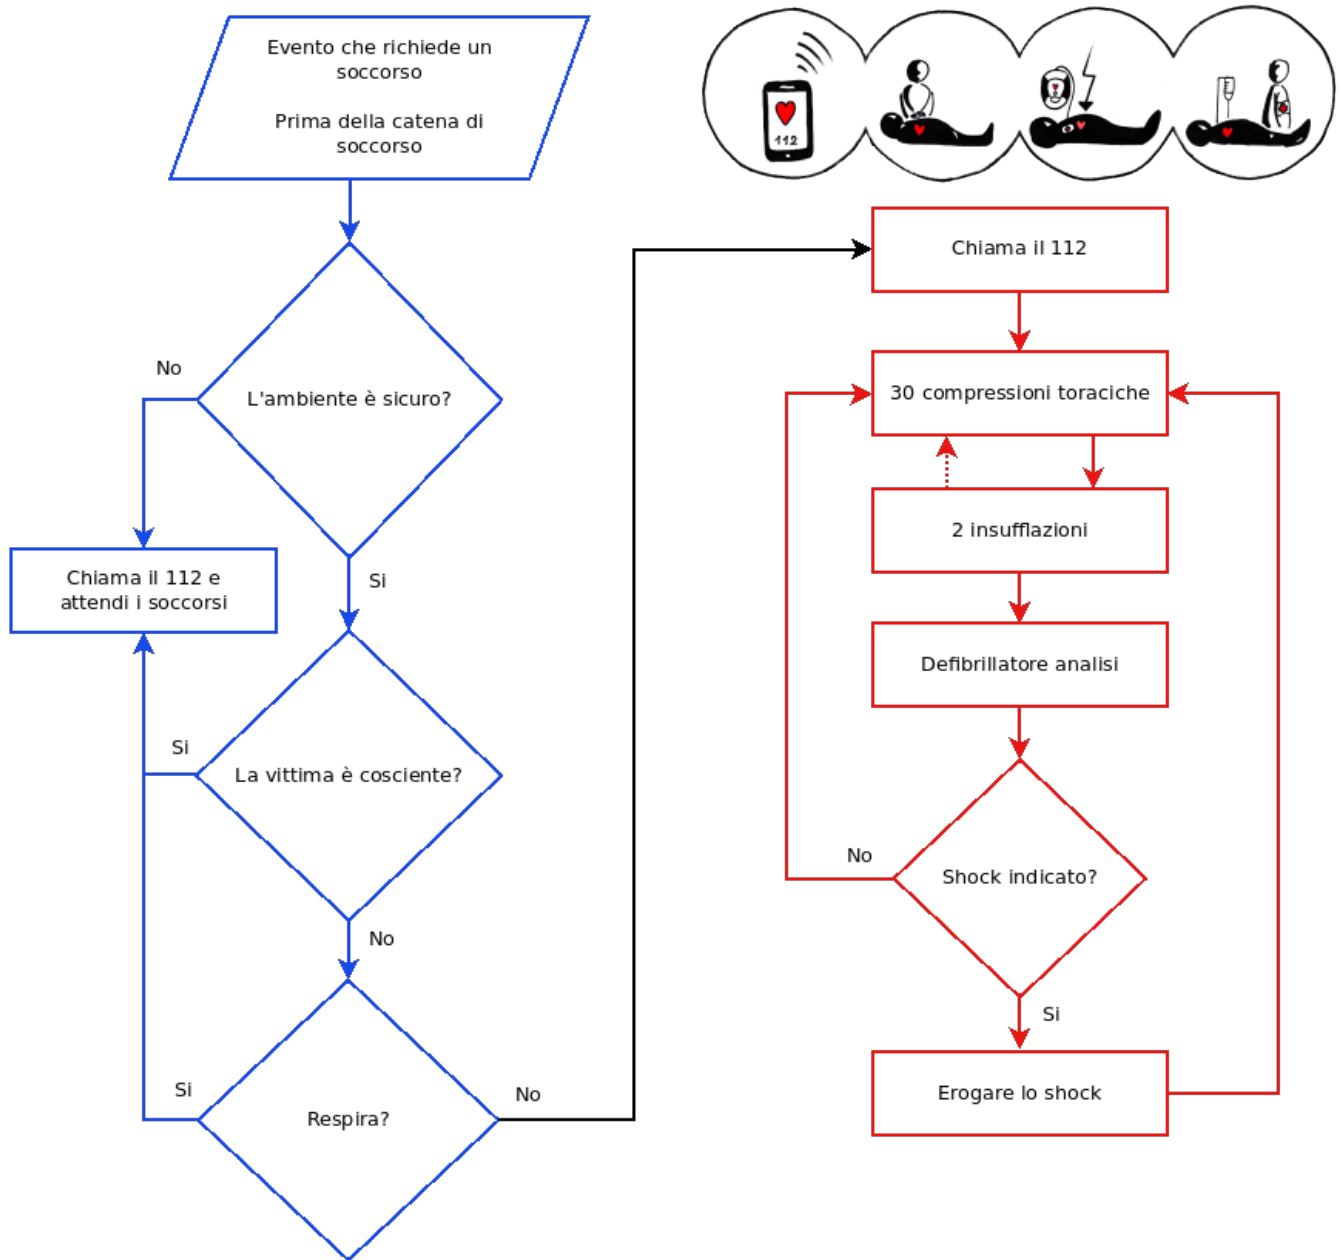 Evento che richiede un
soccorso
Prima della catena di
soccorso
No
L'ambiente è sicuro?
Chiama il 112 e
attendi i soccorsi
Si
Si
La vittima è cosciente?
No
Si
Respira?
No
112
Chiama il 112
30 compressioni toraciche
2 insufflazioni
Defibrillatore analisi
No
Shock indicato?
Si
Erogare lo shock